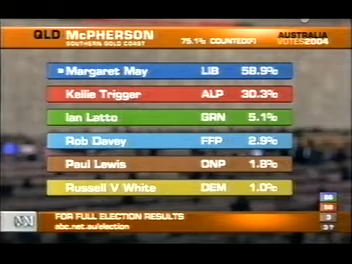 QLD McPHERSON
SOUTHERN GOLD COAST
75.1% COUNTED(F)
AUSTRALIA
VOTES2004
Margaret May LIB 58.9%
Kellie Trigger ALP 30.3%
Ian Latto GRN 5.1%
Rob Davey FFP 2.9%
Paul Lewis ONP 1.8%
Russell V White DEM 1.0%
FOR FULL ELECTION RESULTS
abc.net.au/election
3